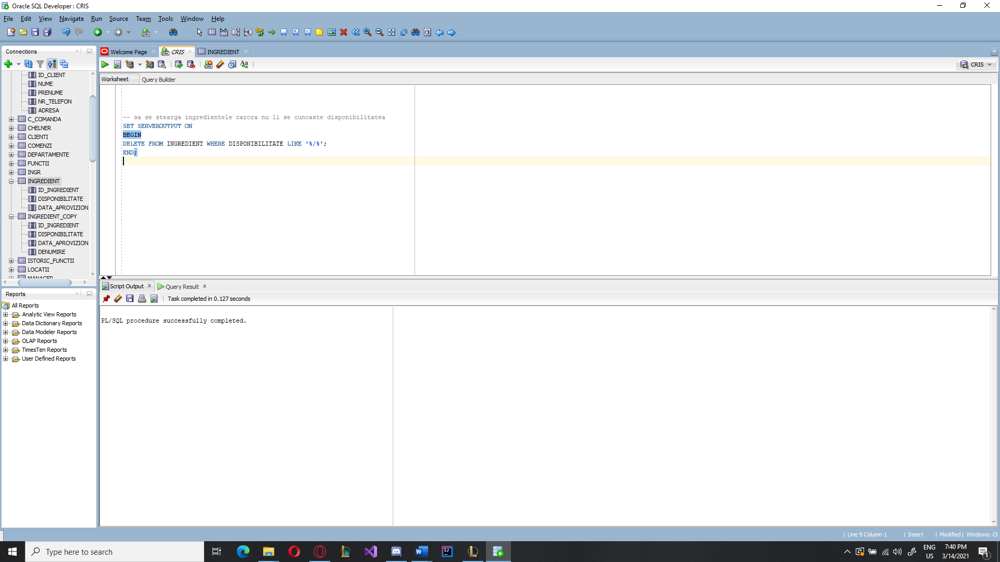 Oracle SQL Developer : CRIS
File Edit View Navigate Run Source Team Tools Window Help
Connections
Welcome Page
CRIS
INGREDIENT
CRIS
Worksheet
Query Builder
ID_CLIENT
NUME
PRENUME
NR_TELEFON
ADRESA
C_COMANDA
CHELNER
CLIENTI
COMENZI
DEPARTAMENTE
FUNCTII
INGR
INGREDIENT
ID_INGREDIENT
DISPONIBILITATE
DATA_APROVIZION
INGREDIENT_COPY
ID_INGREDIENT
DISPONIBILITATE
DATA_APROVIZION
DENUMIRE
ISTORIC_FUNCTII
LOCATII
MANAGER
-- sa se stearga ingredientele carora nu li se cunoaste disponibilitatea
SET SERVEROUTPUT ON
BEGIN
DELETE FROM INGREDIENT WHERE DISPONIBILITATE LIKE '%/%';
END;
Script Output
Query Result
Task completed in 0.127 seconds
PL/SQL procedure successfully completed.
Reports
All Reports
Analytic View Reports
Data Dictionary Reports
Data Modeler Reports
OLAP Reports
TimesTen Reports
User Defined Reports
Line 9 Column 1 | Insert | Modified | Windows: CF
Type here to search
ENG
US
7:40 PM
3/14/2021
1